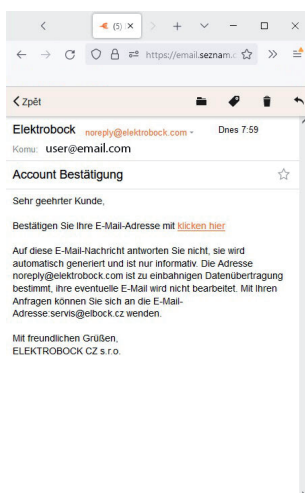 (5)
https://email.seznam.c
Zpět
Elektrobock noreply@elektrobock.com Dnes 7:59
Komu: user@email.com
Account Bestätigung
Sehr geehrter Kunde,
Bestätigen Sie Ihre E-Mail-Adresse mit klicken hier
Auf diese E-Mail-Nachricht antworten Sie nicht, sie wird
automatisch generiert und ist nur informativ. Die Adresse
noreply@elektrobock.com ist zu einbahnigen Datenübertragung
bestimmt, ihre eventuelle E-Mail wird nicht bearbeitet. Mit Ihren
Anfragen können Sie sich an die E-Mail-
Adresse:servis@elbock.cz wenden.
Mit freundlichen Grüßen,
ELEKTROBOCK CZ s.r.o.